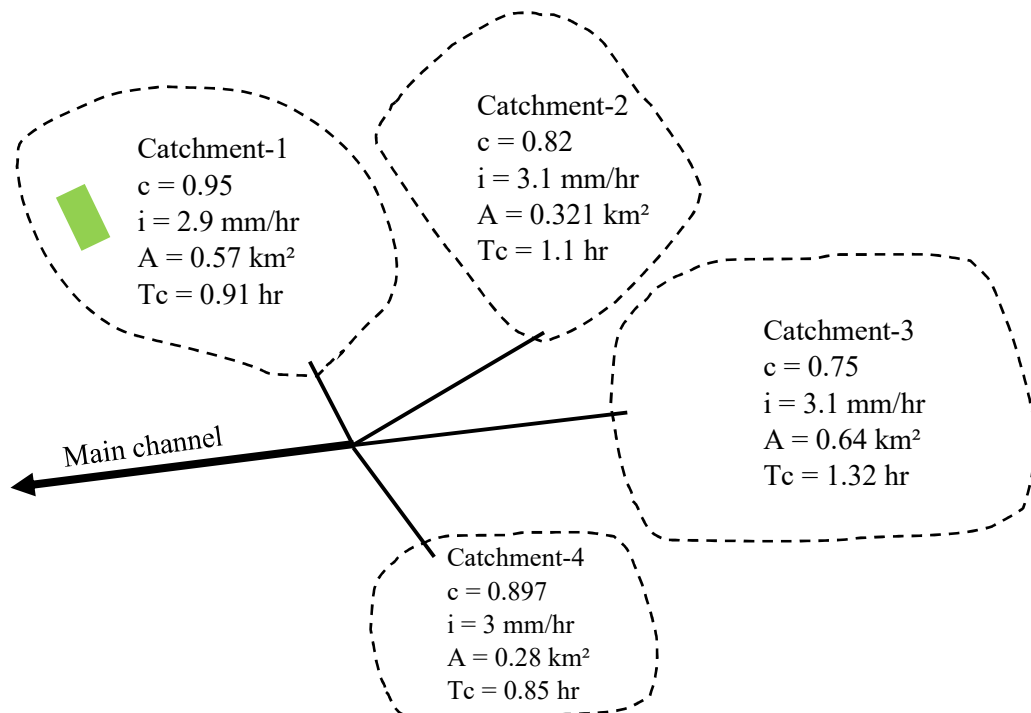 Catchment-1
c = 0.95
i = 2.9 mm/hr
A = 0.57 km²
Tc = 0.91 hr
Catchment-2
c = 0.82
i = 3.1 mm/hr
A = 0.321 km²
Tc = 1.1 hr
Catchment-3
c = 0.75
i = 3.1 mm/hr
A = 0.64 km²
Tc = 1.32 hr
Main channel
Catchment-4
c = 0.897
i = 3 mm/hr
A = 0.28 km²
Tc = 0.85 hr